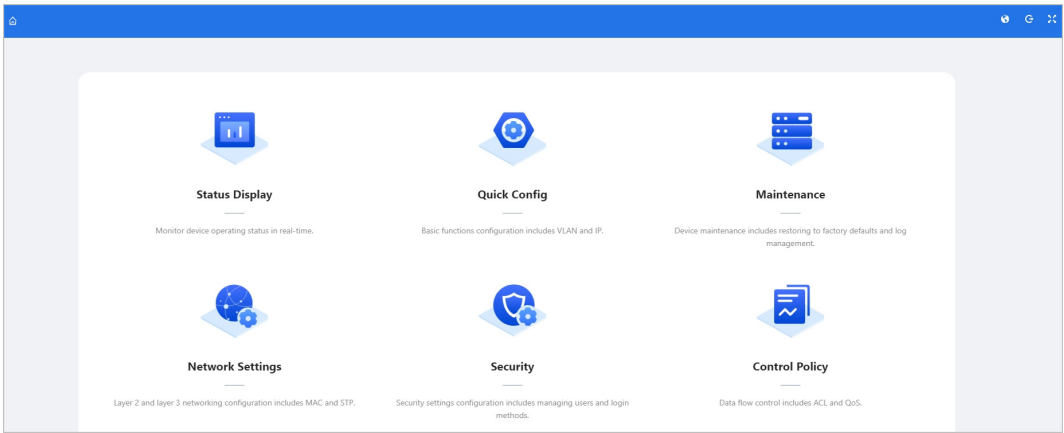 Status Display
Quick Config
Maintenance
Monitor device operating status in real-time.
Basic functions configuration includes VLAN and IP.
Device maintenance includes restoring to factory defaults and log
management.
Network Settings
Security
Control Policy
Layer 2 and layer 3 networking configuration includes MAC and STP.
Security settings configuration includes managing users and login
methods.
Data flow control includes ACL and QoS.